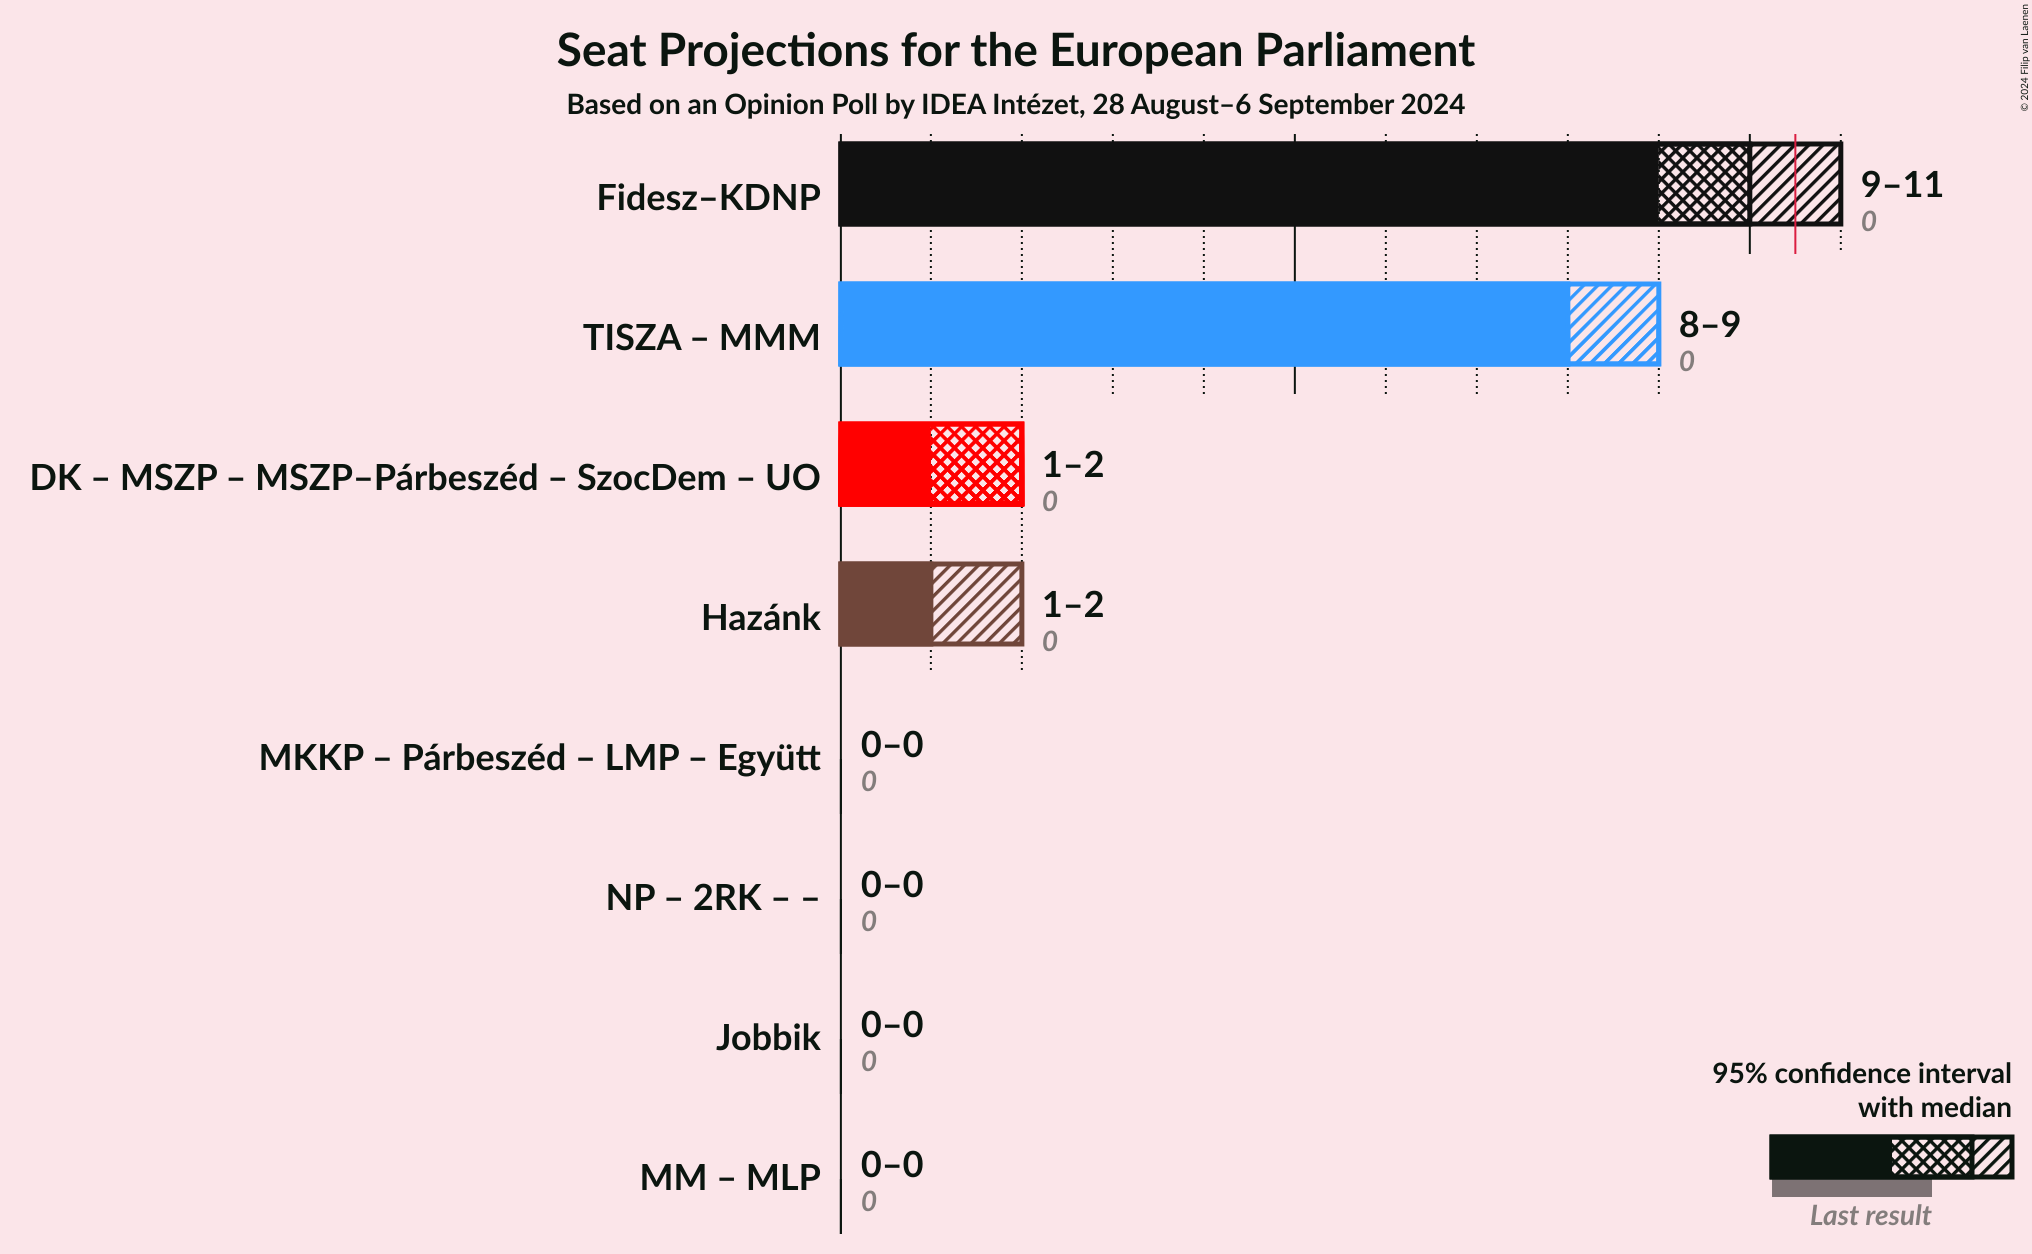 Seat Projections for the European Parliament
Based on an Opinion Poll by IDEA Intézet, 28 August–6 September 2024
© 2024 Filip van Laenen
Fidesz–KDNP
9–11
0
TISZA – MMM
8–9
0
DK – MSZP – MSZP–Párbeszéd – SzocDem – UO
1–2
0
Hazánk
1–2
0
MKKP – Párbeszéd – LMP – Együtt
0–0
0
NP – 2RK – –
0–0
0
Jobbik
0–0
0
MM – MLP
0–0
0
95% confidence interval
with median
Last result